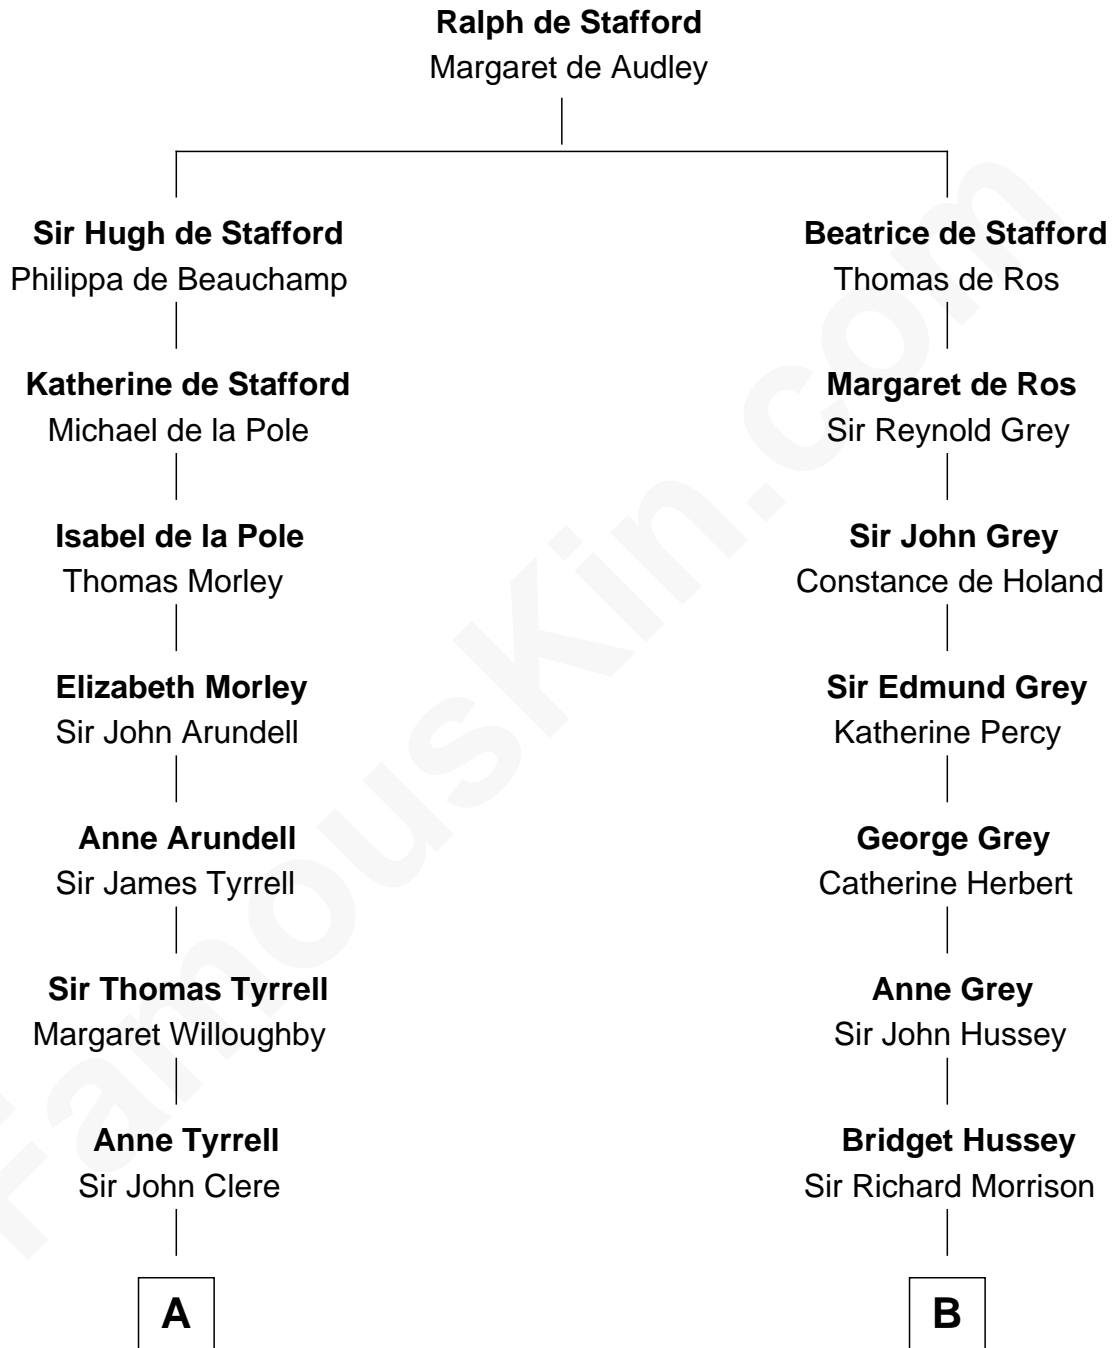 Ralph de Stafford
Margaret de Audley
Sir Hugh de Stafford
Philippa de Beauchamp
Beatrice de Stafford
Thomas de Ros
Katherine de Stafford
Michael de la Pole
Margaret de Ros
Sir Reynold Grey
Isabel de la Pole
Thomas Morley
Sir John Grey
Constance de Holand
Elizabeth Morley
Sir John Arundell
Sir Edmund Grey
Katherine Percy
Anne Arundell
Sir James Tyrrell
George Grey
Catherine Herbert
Sir Thomas Tyrrell
Margaret Willoughby
Anne Grey
Sir John Hussey
Anne Tyrrell
Sir John Clere
Bridget Hussey
Sir Richard Morrison
A
B
FamousKin.com